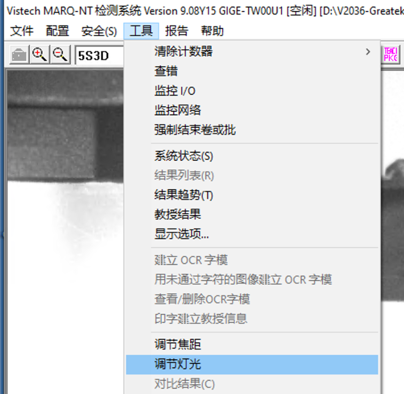 Vistech MARQ-NT 检测系统 Version 9.08Y15 GIGE-TW00U1 [空闲] [D:\V2036-Greatek
文件 配置 安全(S) 工具 报告 帮助
5S3D
TEACH
PKG
清除计数器
查错
监控 I/O
监控网络
强制结束卷或批
系统状态(S)
结果列表(R)
结果趋势(T)
教授结果
显示选项...
建立 OCR 字模
用未通过字符的图像建立 OCR 字模
查看/删除OCR字模
印字建立教授信息
调节焦距
调节灯光
对比结果(C)